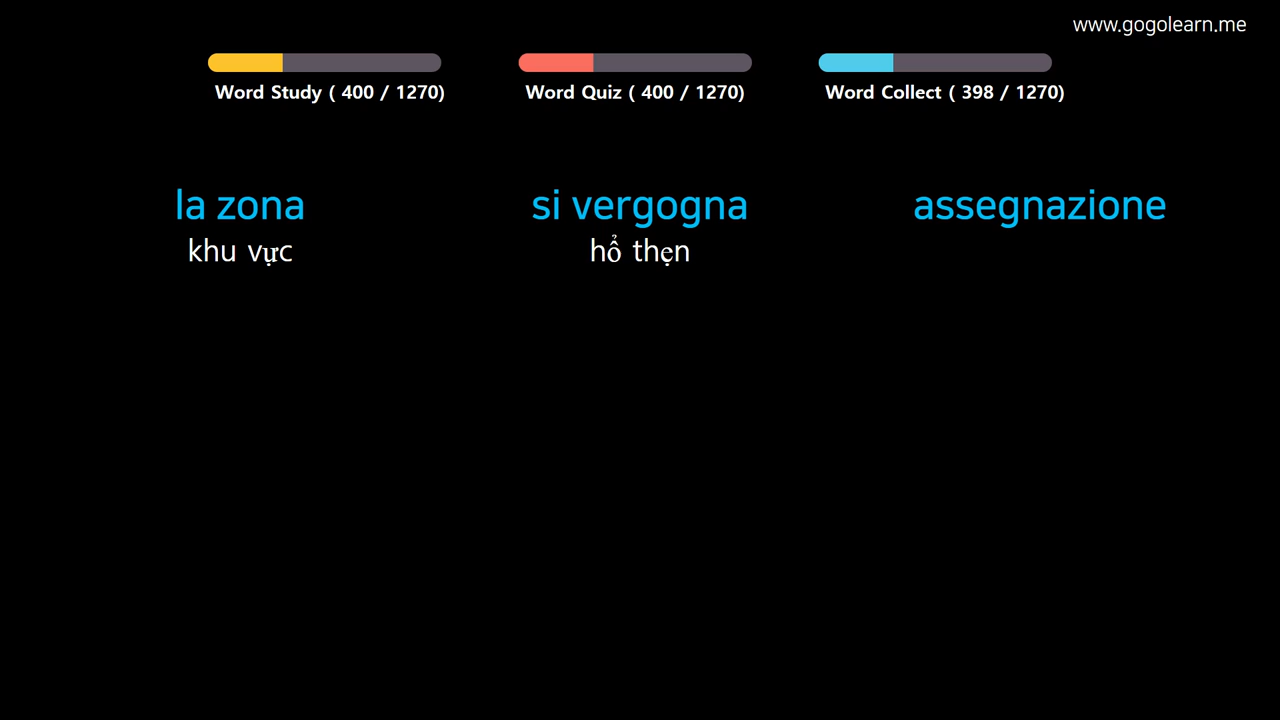 www.gogolearn.me
Word Study ( 400 / 1270)
Word Quiz ( 400 / 1270)
Word Collect ( 398 / 1270)
la zona
khu vực
si vergogna
hổ thẹn
assegnazione